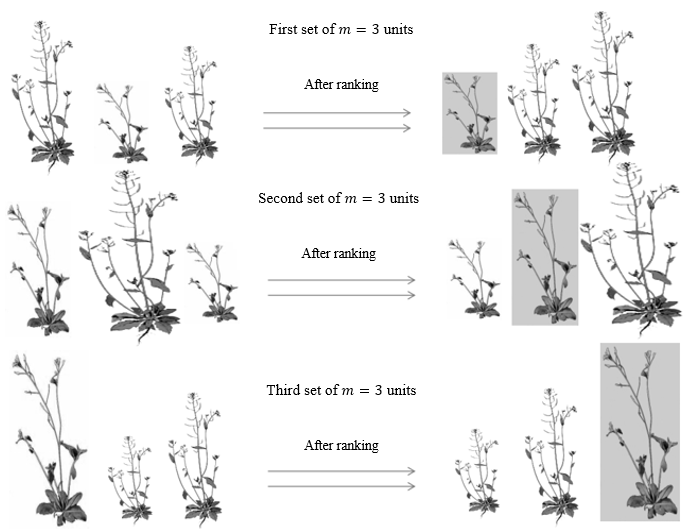 First set of m = 3 units
After ranking
Second set of m = 3 units
After ranking
Third set of m = 3 units
After ranking